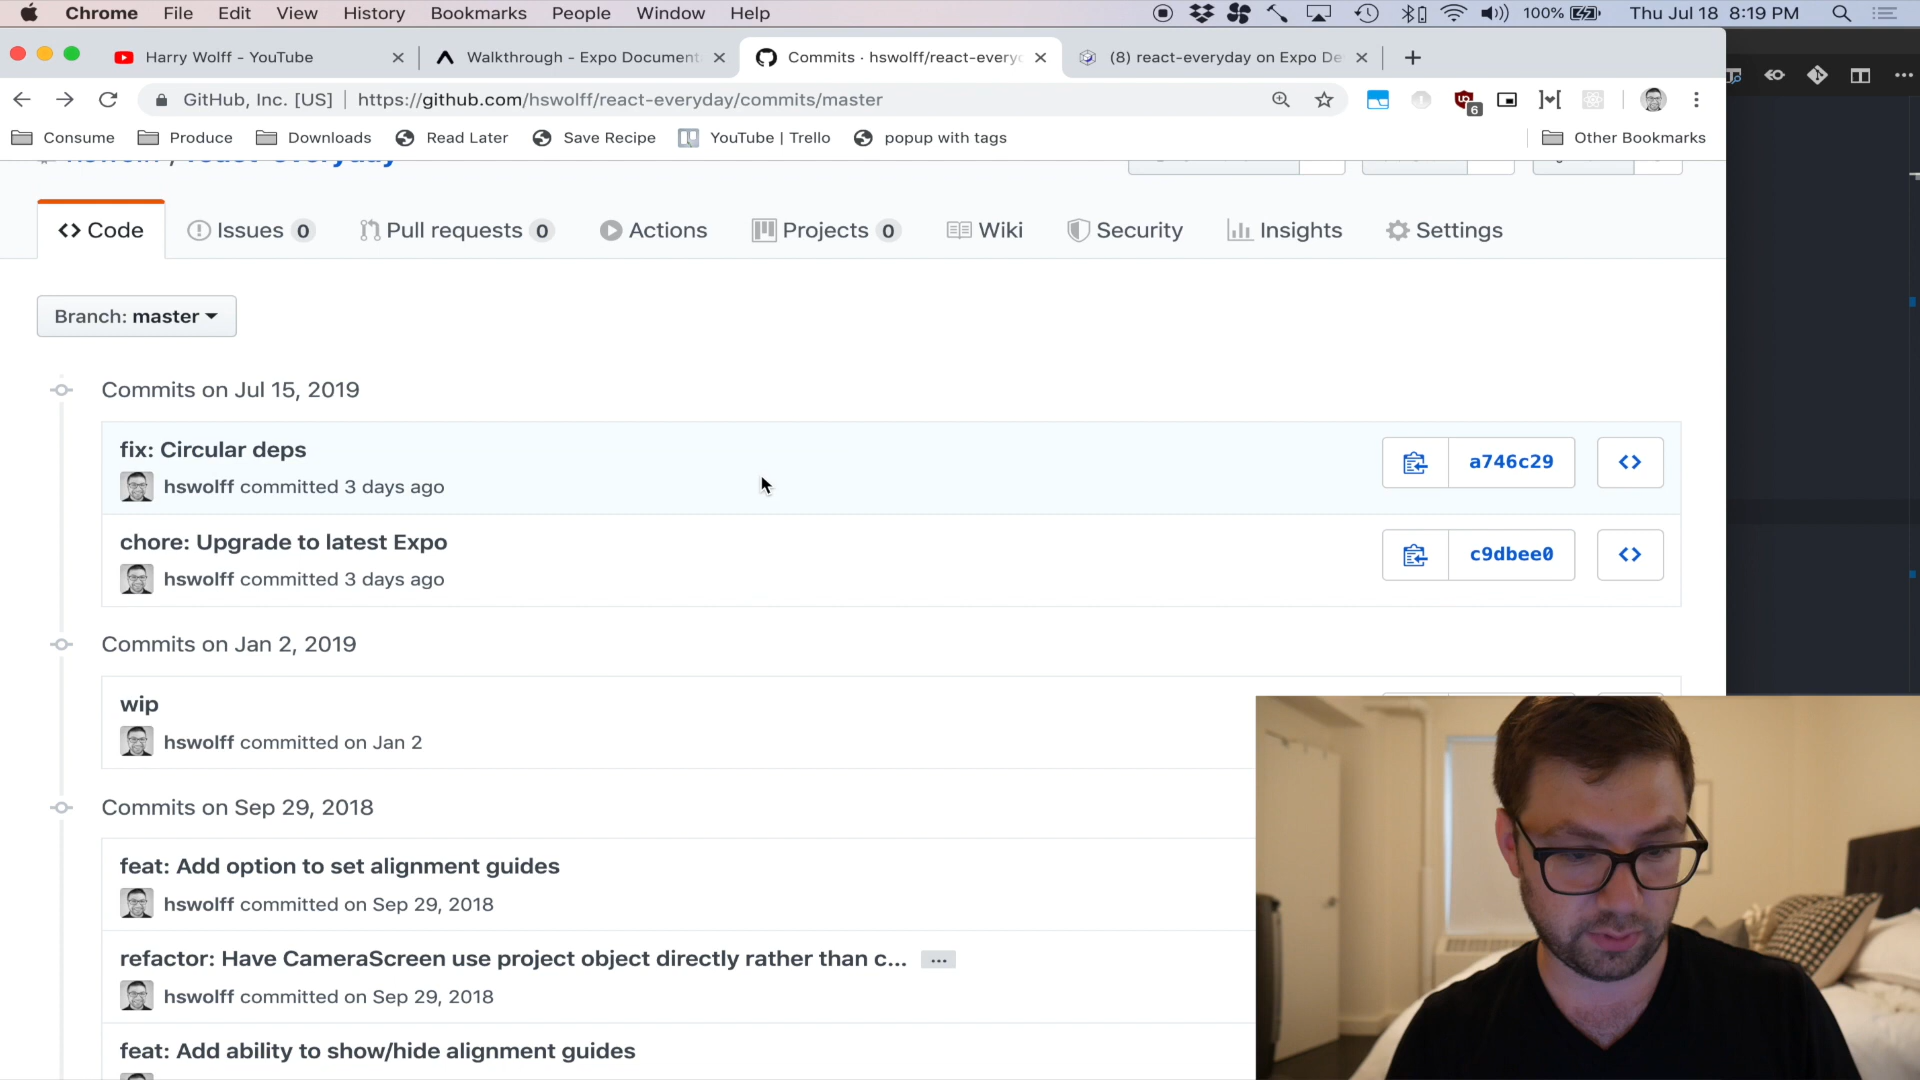 Chrome File Edit View History Bookmarks People Window Help 100% Thu Jul 18 8:19 PM
Harry Wolff - YouTube Walkthrough - Expo Document Commits · hswolff/react-every (8) react-everyday on Expo De
GitHub, Inc. [US] https://github.com/hswolff/react-everyday/commits/master 6
Consume Produce Downloads Read Later Save Recipe YouTube | Trello popup with tags Other Bookmarks
hswolff / react-everyday
Code Issues 0 Pull requests 0 Actions Projects 0 Wiki Security Insights Settings
Branch: master
Commits on Jul 15, 2019
fix: Circular deps
hswolff committed 3 days ago
a746c29
chore: Upgrade to latest Expo
hswolff committed 3 days ago
c9dbee0
Commits on Jan 2, 2019
wip
hswolff committed on Jan 2
Commits on Sep 29, 2018
feat: Add option to set alignment guides
hswolff committed on Sep 29, 2018
refactor: Have CameraScreen use project object directly rather than c... ...
hswolff committed on Sep 29, 2018
feat: Add ability to show/hide alignment guides